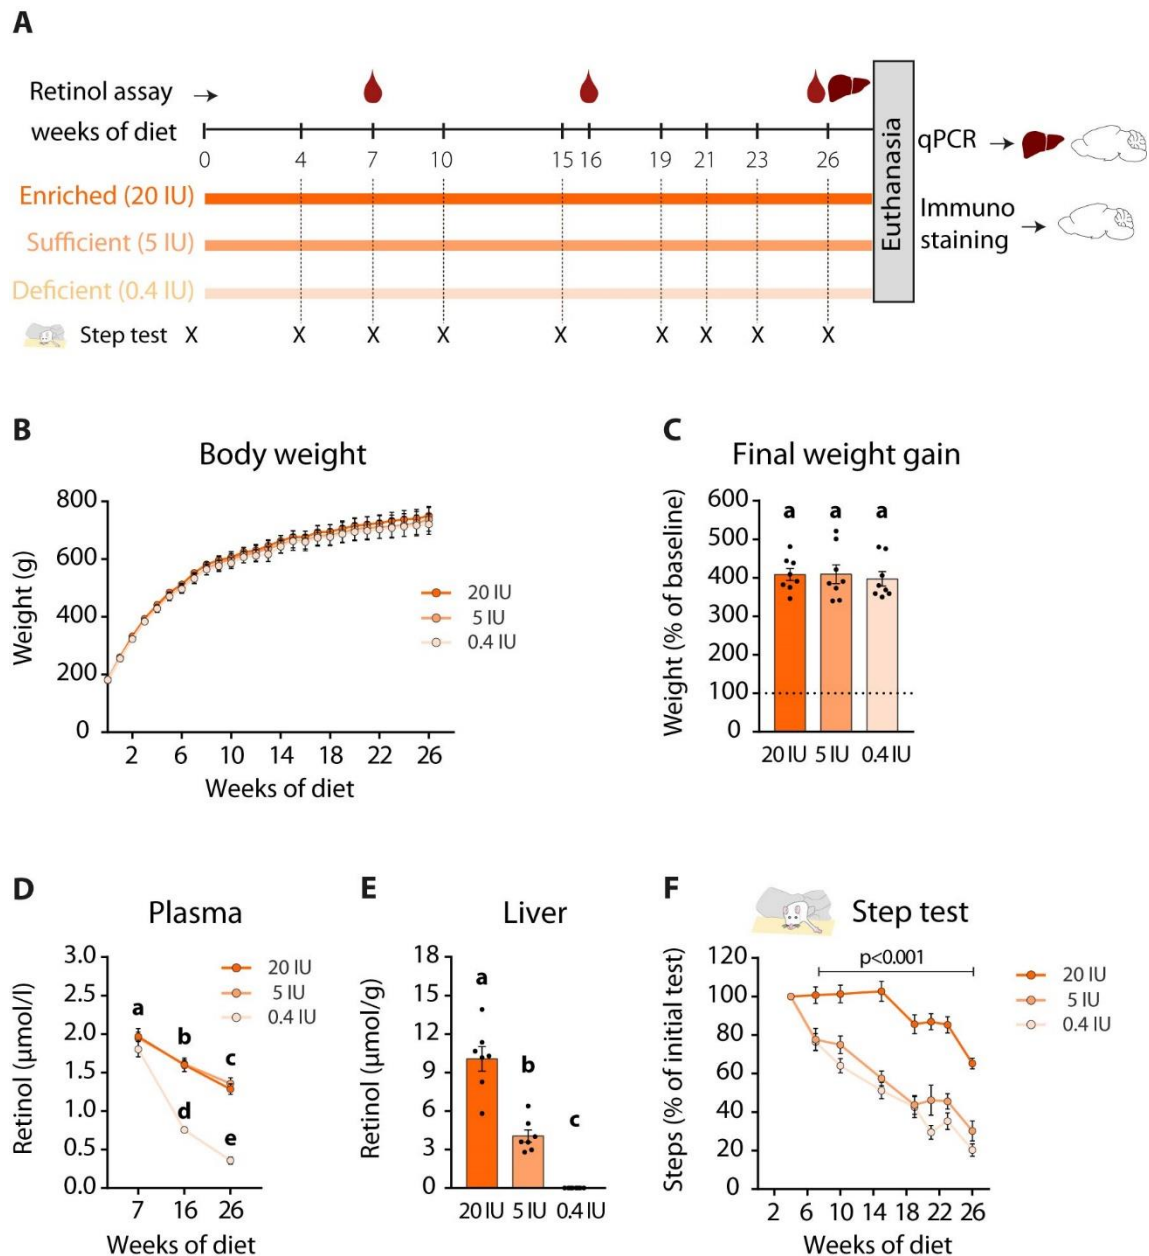 A
Retinol assay →
weeks of diet
0 4 7 10 15 16 19 21 23 26
Enriched (20 IU)
Sufficient (5 IU)
Deficient (0.4 IU)
Step test X X X X X X X X X
Euthanasia
qPCR →
Immuno
staining →
B
Body weight
Weight (g)
800
600
400
200
0
2 6 10 14 18 22 26
Weeks of diet
20 IU
5 IU
0.4 IU
C
Final weight gain
Weight (% of baseline)
600
500
400
300
200
100
0
a a a
20 IU 5 IU 0.4 IU
D
Plasma
Retinol (µmol/l)
3.0
2.5
2.0
1.5
1.0
0.5
0.0
20 IU
5 IU
0.4 IU
a
b
c
d
e
7 16 26
Weeks of diet
E
Liver
Retinol (µmol/g)
18
15
12
9
6
3
0
a
b
c
20 IU 5 IU 0.4 IU
F
Step test
Steps (% of initial test)
120
100
80
60
40
20
0
p<0.001
20 IU
5 IU
0.4 IU
2 6 10 14 18 22 26
Weeks of diet